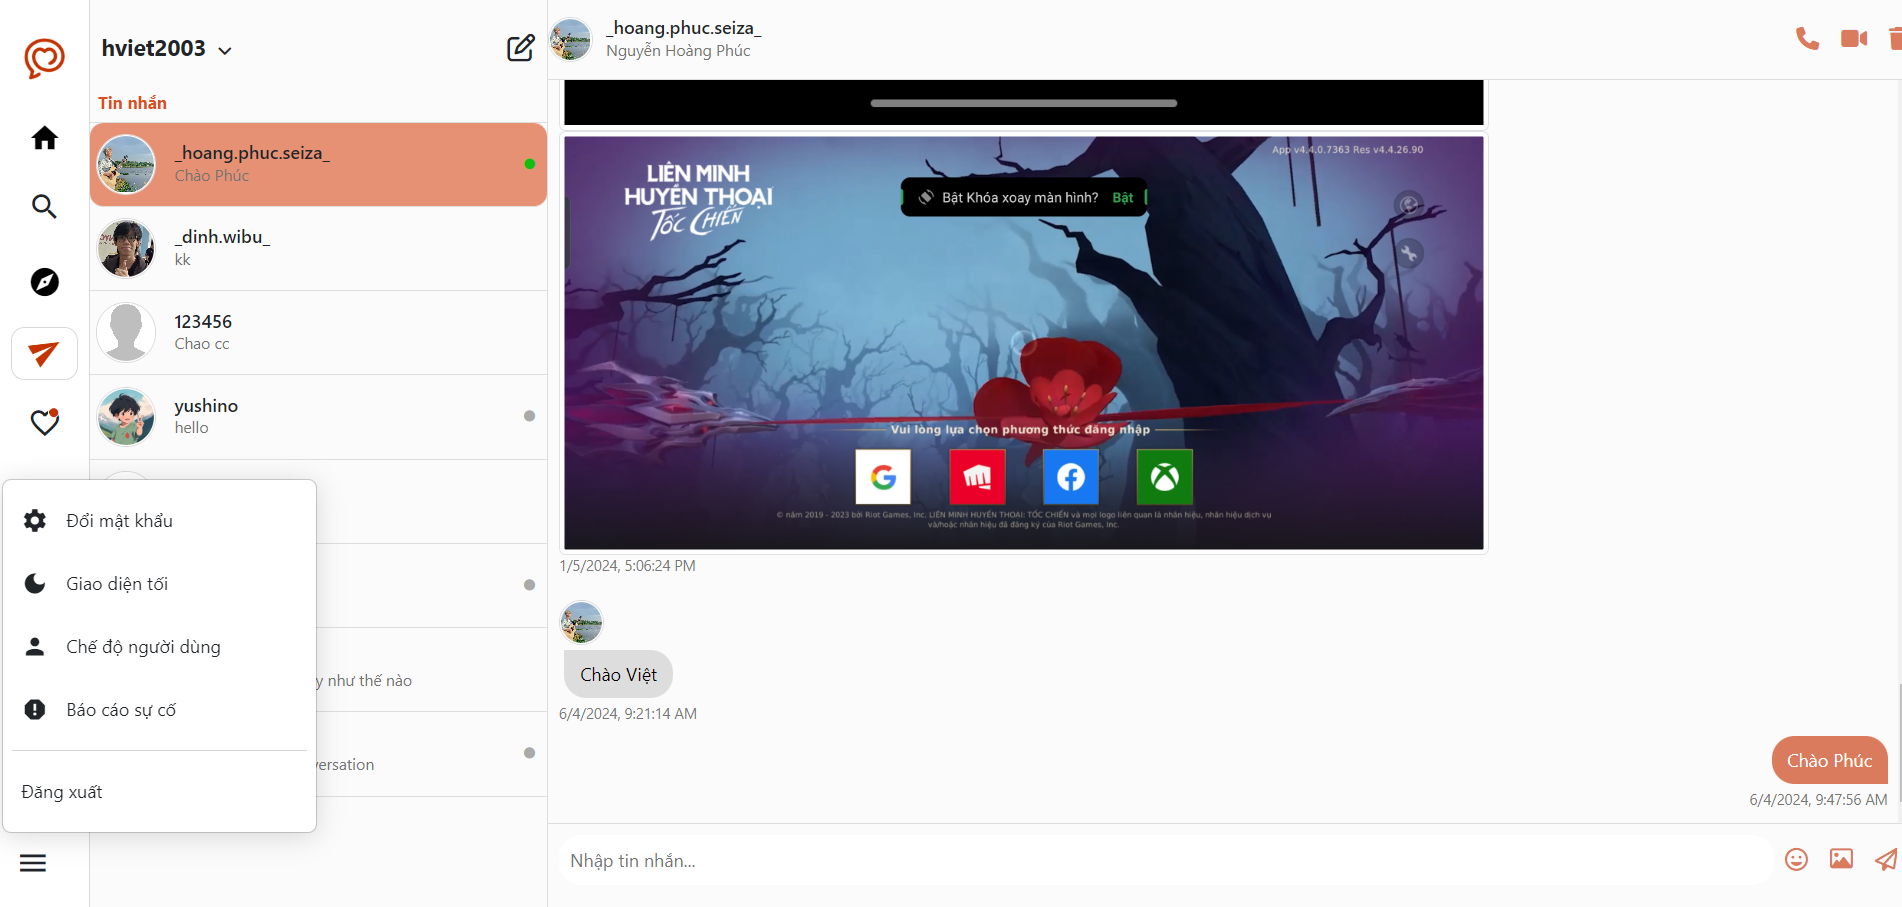 hviet2003
Tin nhắn
_hoang.phuc.seiza_
Chào Phúc
_dinh.wibu_
kk
123456
Chao cc
yushino
hello
y như thế nào
versation
Đổi mật khẩu
Giao diện tối
Chế độ người dùng
Báo cáo sự cố
Đăng xuất
_hoang.phuc.seiza_
Nguyễn Hoàng Phúc
App v4.4.0.7363 Res v4.4.26.90
LIÊN MINH
HUYỀN THOẠI
TỐC CHIẾN
Bật Khóa xoay màn hình? Bật
Vui lòng lựa chọn phương thức đăng nhập
© năm 2019 - 2023 bởi Riot Games, Inc. LIÊN MINH HUYỀN THOẠI: TỐC CHIẾN và mọi logo liên quan là nhãn hiệu, nhãn hiệu dịch vụ
và/hoặc nhãn hiệu đã đăng ký của Riot Games, Inc.
1/5/2024, 5:06:24 PM
Chào Việt
6/4/2024, 9:21:14 AM
Chào Phúc
6/4/2024, 9:47:56 AM
Nhập tin nhắn...